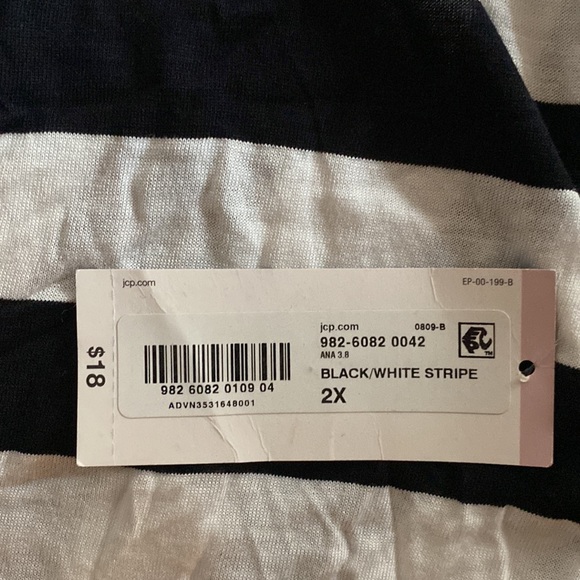 jcp.com
EP-00-199-B
$18
982 6082 0109 04
ADVN3531648001
jcp.com
0809-B
982-6082 0042
ANA 3.8
BLACK/WHITE STRIPE
2X
TM